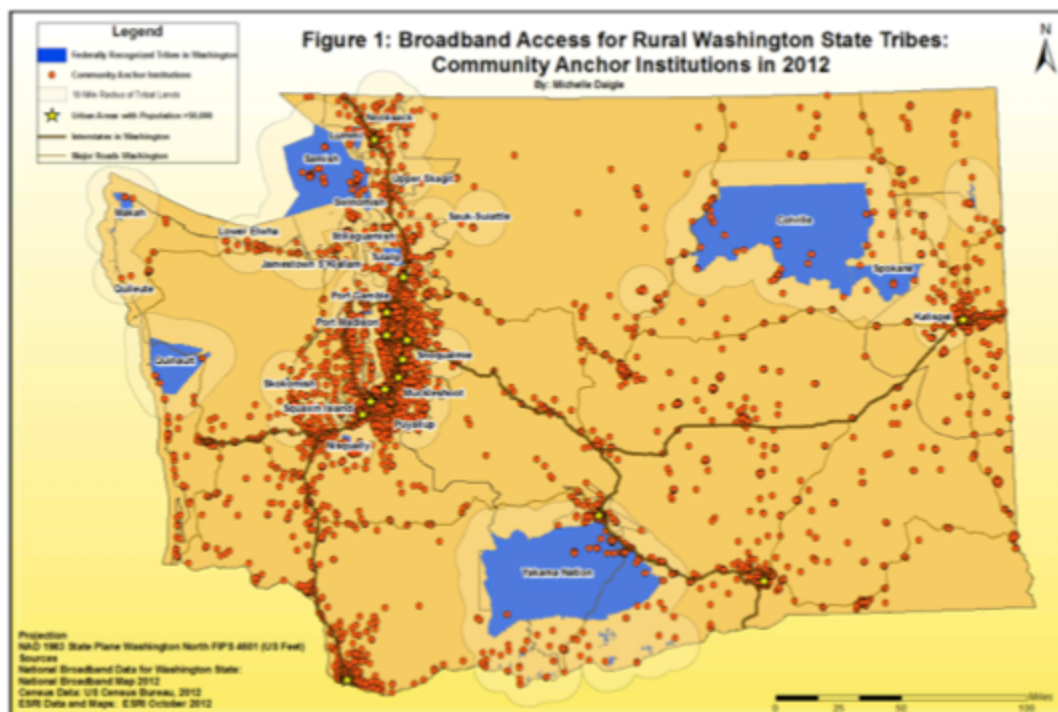 Legend
Federally Recognized Tribes in Washington
Community Anchor Institutions
10 Mile Radius of Tribal Lands
Urban Areas with Population >50,000
Interstates in Washington
Major Roads Washington
Figure 1: Broadband Access for Rural Washington State Tribes:
Community Anchor Institutions in 2012
By: Michelle Daigle
N
Nooksack
Lummi
Samish
Upper Skagit
Swinomish
Sauk-Suiattle
Makah
Lower Elwha
Stillaguamish
Jamestown S'Klallam
Tulalip
Colville
Spokane
Quileute
Port Gamble
Port Madison
Kalispel
Snoqualmie
Quinault
Skokomish
Muckleshoot
Squaxin Island
Puyallup
Nisqually
Yakama Nation
Projection
NAD 1983 State Plane Washington North FIPS 4601 (US Feet)
Sources
National Broadband Data for Washington State:
National Broadband Map 2012
Census Data: US Census Bureau, 2012
ESRI Data and Maps: ESRI October 2012
Miles
0 25 50 100